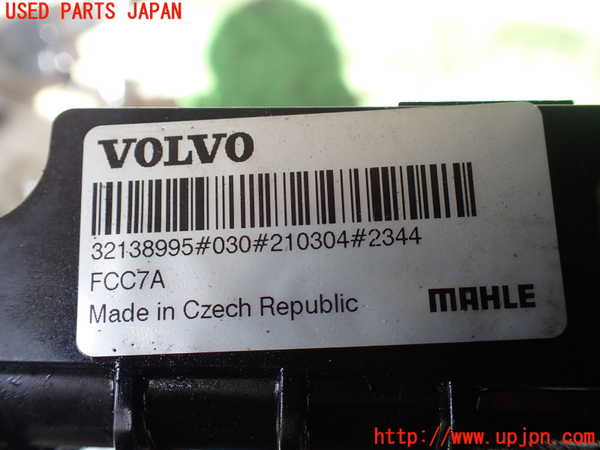 USED PARTS JAPAN
VOLVO
32138995#030#210304#2344
FCC7A
Made in Czech Republic
MAHLE
http://www.upjpn.com/